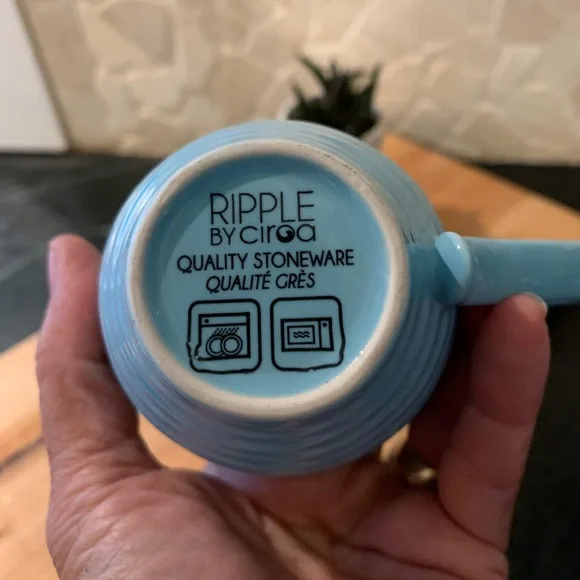 RIPPLE
BY ciroa
QUALITY STONEWARE
QUALITÉ GRÈS